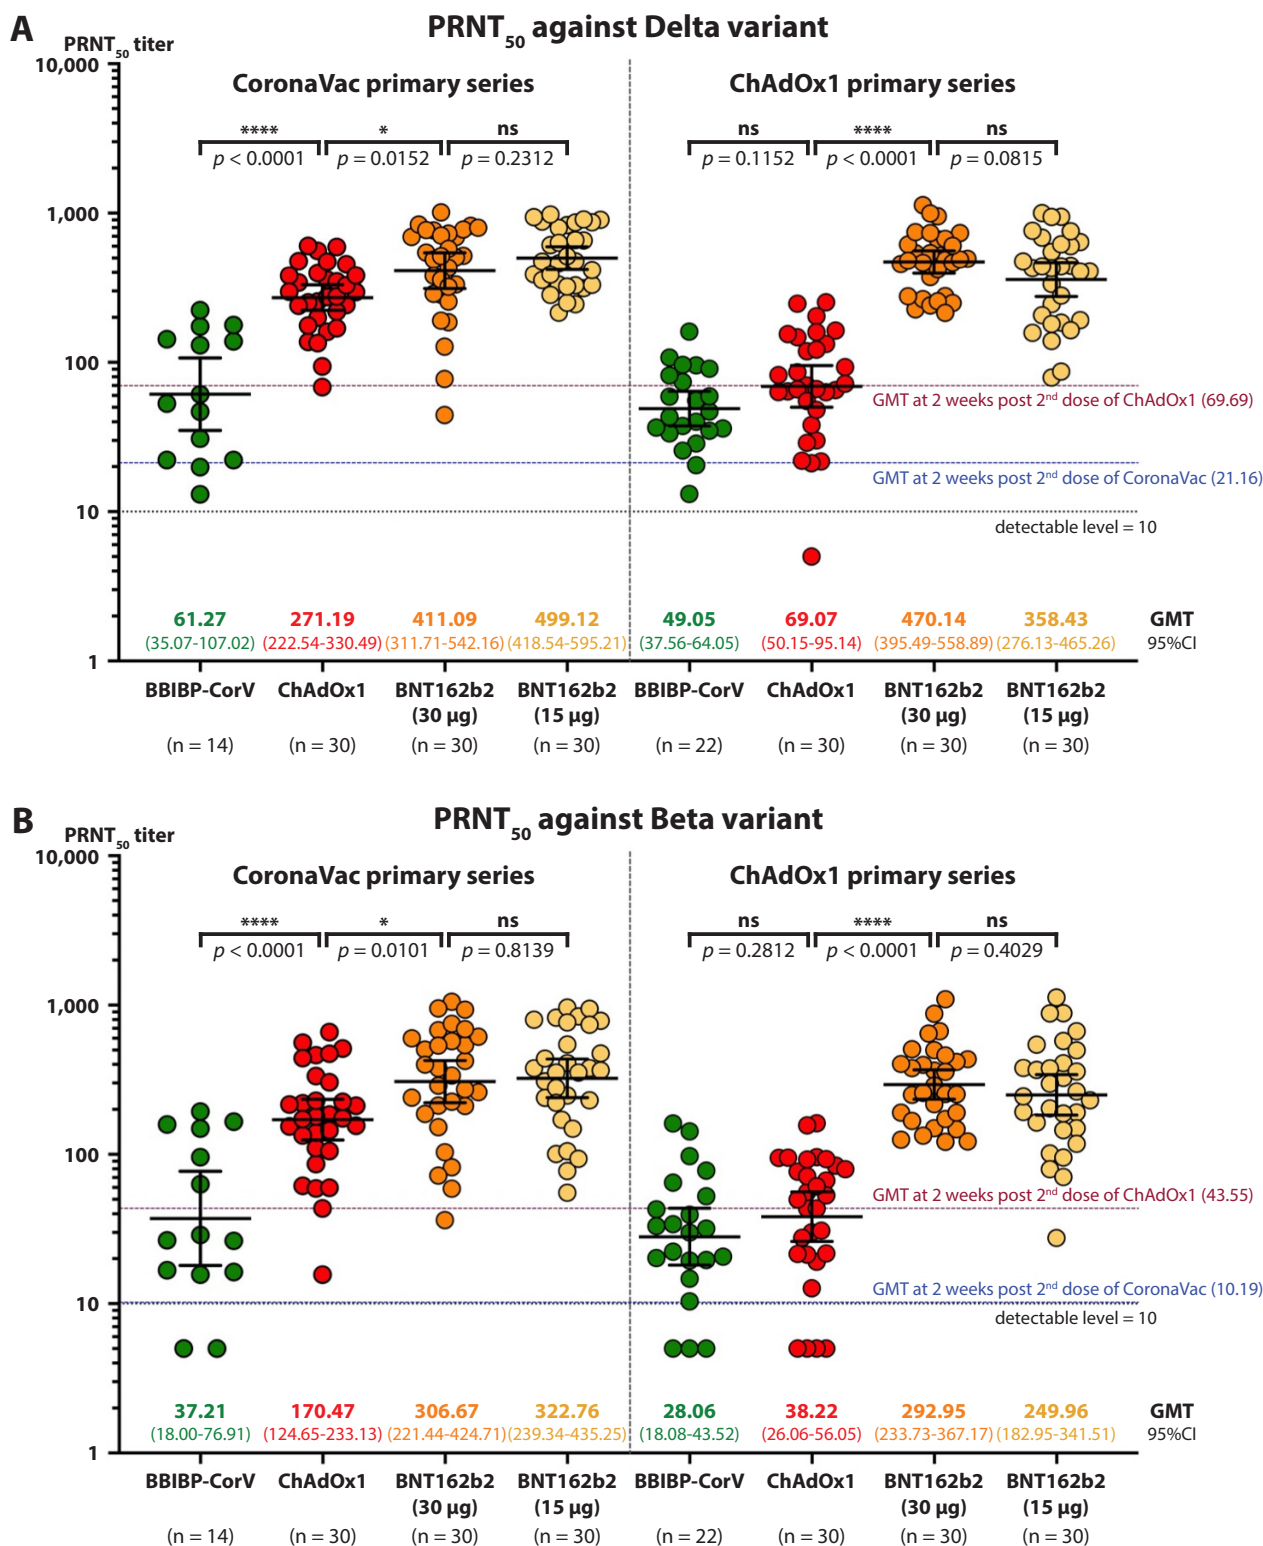 A
PRNT50 against Delta variant
PRNT50 titer
10,000
CoronaVac primary series
ChAdOx1 primary series
**** * ns ns **** ns
p < 0.0001 p = 0.0152 p = 0.2312 p = 0.1152 p < 0.0001 p = 0.0815
1,000
100
GMT at 2 weeks post 2nd dose of ChAdOx1 (69.69)
GMT at 2 weeks post 2nd dose of CoronaVac (21.16)
10
detectable level = 10
61.27 271.19 411.09 499.12 49.05 69.07 470.14 358.43 GMT
(35.07-107.02) (222.54-330.49) (311.71-542.16) (418.54-595.21) (37.56-64.05) (50.15-95.14) (395.49-558.89) (276.13-465.26) 95%CI
1
BBIBP-CorV ChAdOx1 BNT162b2 BNT162b2 BBIBP-CorV ChAdOx1 BNT162b2 BNT162b2
(30 µg) (15 µg) (30 µg) (15 µg)
(n = 14) (n = 30) (n = 30) (n = 30) (n = 22) (n = 30) (n = 30) (n = 30)
B
PRNT50 against Beta variant
PRNT50 titer
10,000
CoronaVac primary series
ChAdOx1 primary series
**** * ns ns **** ns
p < 0.0001 p = 0.0101 p = 0.8139 p = 0.2812 p < 0.0001 p = 0.4029
1,000
100
GMT at 2 weeks post 2nd dose of ChAdOx1 (43.55)
GMT at 2 weeks post 2nd dose of CoronaVac (10.19)
10
detectable level = 10
37.21 170.47 306.67 322.76 28.06 38.22 292.95 249.96 GMT
(18.00-76.91) (124.65-233.13) (221.44-424.71) (239.34-435.25) (18.08-43.52) (26.06-56.05) (233.73-367.17) (182.95-341.51) 95%CI
1
BBIBP-CorV ChAdOx1 BNT162b2 BNT162b2 BBIBP-CorV ChAdOx1 BNT162b2 BNT162b2
(30 µg) (15 µg) (30 µg) (15 µg)
(n = 14) (n = 30) (n = 30) (n = 30) (n = 22) (n = 30) (n = 30) (n = 30)